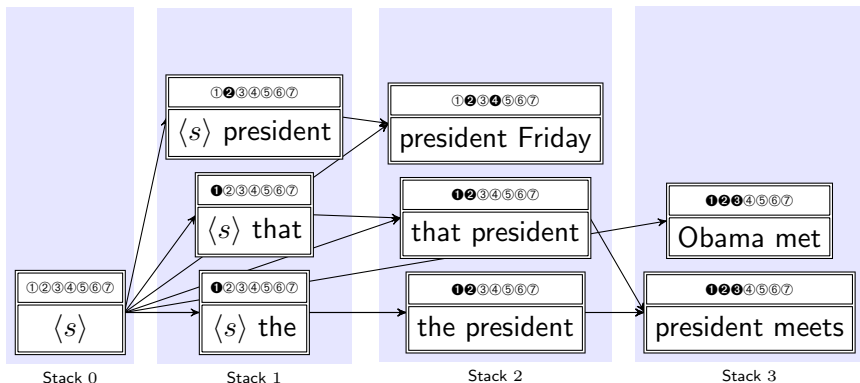 ①❷③④⑤⑥⑦
⟨s⟩ president
①❷③❹⑤⑥⑦
president Friday
❶②③④⑤⑥⑦
⟨s⟩ that
❶❷③④⑤⑥⑦
that president
❶❷❸④⑤⑥⑦
Obama met
①②③④⑤⑥⑦
⟨s⟩
❶②③④⑤⑥⑦
⟨s⟩ the
❶❷③④⑤⑥⑦
the president
❶❷❸④⑤⑥⑦
president meets
Stack 0
Stack 1
Stack 2
Stack 3